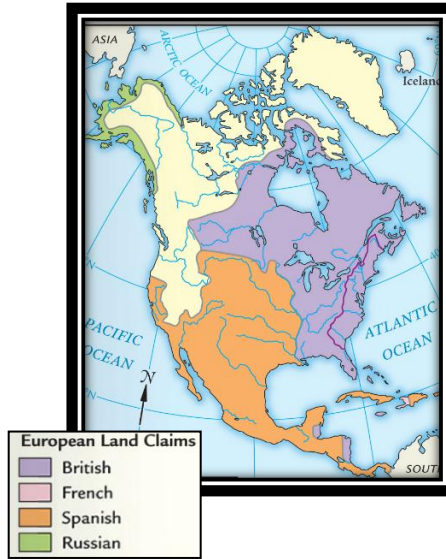 ASIA
ARCTIC OCEAN
Iceland
PACIFIC
OCEAN
ATLANTIC
OCEAN
N
SOUT
European Land Claims
British
French
Spanish
Russian